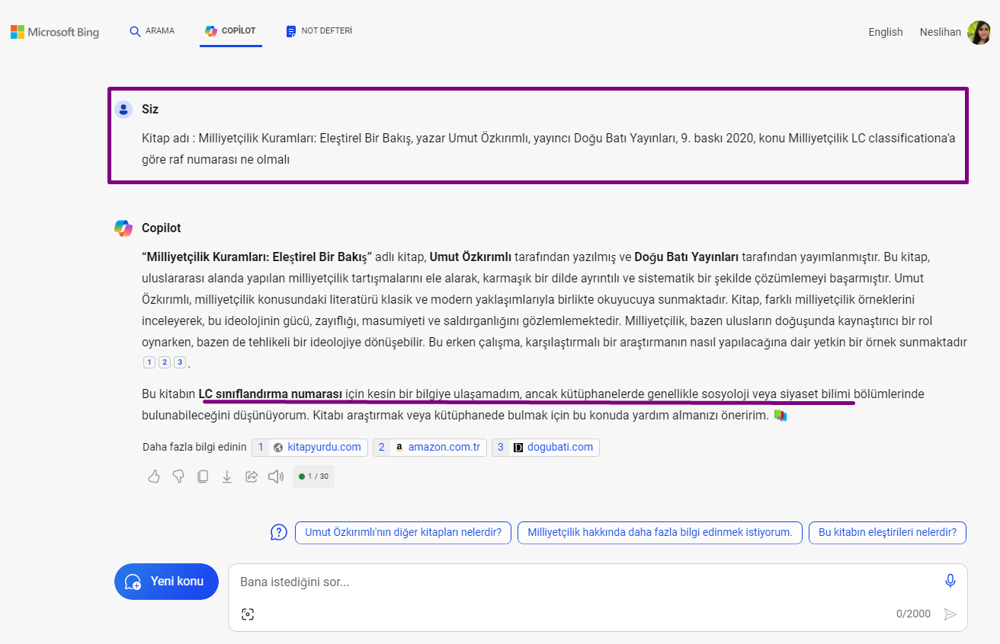 Microsoft Bing ARAMA COPİLOT NOT DEFTERİ English Neslihan
Siz
Kitap adı : Milliyetçilik Kuramları: Eleştirel Bir Bakış, yazar Umut Özkırımlı, yayıncı Doğu Batı Yayınları, 9. baskı 2020, konu Milliyetçilik LC classificationa'a
göre raf numarası ne olmalı
Copilot
“Milliyetçilik Kuramları: Eleştirel Bir Bakış” adlı kitap, Umut Özkırımlı tarafından yazılmış ve Doğu Batı Yayınları tarafından yayımlanmıştır. Bu kitap,
uluslararası alanda yapılan milliyetçilik tartışmalarını ele alarak, karmaşık bir dilde ayrıntılı ve sistematik bir şekilde çözümlemeyi başarmıştır. Umut
Özkırımlı, milliyetçilik konusundaki literatürü klasik ve modern yaklaşımlarıyla birlikte okuyucuya sunmaktadır. Kitap, farklı milliyetçilik örneklerini
inceleyerek, bu ideolojinin gücü, zayıflığı, masumiyeti ve saldırganlığını gözlemlemektedir. Milliyetçilik, bazen ulusların doğuşunda kaynaştırıcı bir rol
oynarken, bazen de tehlikeli bir ideolojiye dönüşebilir. Bu erken çalışma, karşılaştırmalı bir araştırmanın nasıl yapılacağına dair yetkin bir örnek sunmaktadır
1 2 3 .
Bu kitabın LC sınıflandırma numarası için kesin bir bilgiye ulaşamadım, ancak kütüphanelerde genellikle sosyoloji veya siyaset bilimi bölümlerinde
bulunabileceğini düşünüyorum. Kitabı araştırmak veya kütüphanede bulmak için bu konuda yardım almanızı öneririm. 📚
Daha fazla bilgi edinin 1 kitapyurdu.com 2 a amazon.com.tr 3 D dogubati.com
1 / 30
Umut Özkırımlı'nın diğer kitapları nelerdir? Milliyetçilik hakkında daha fazla bilgi edinmek istiyorum. Bu kitabın eleştirileri nelerdir?
Yeni konu Bana istediğini sor...
0/2000